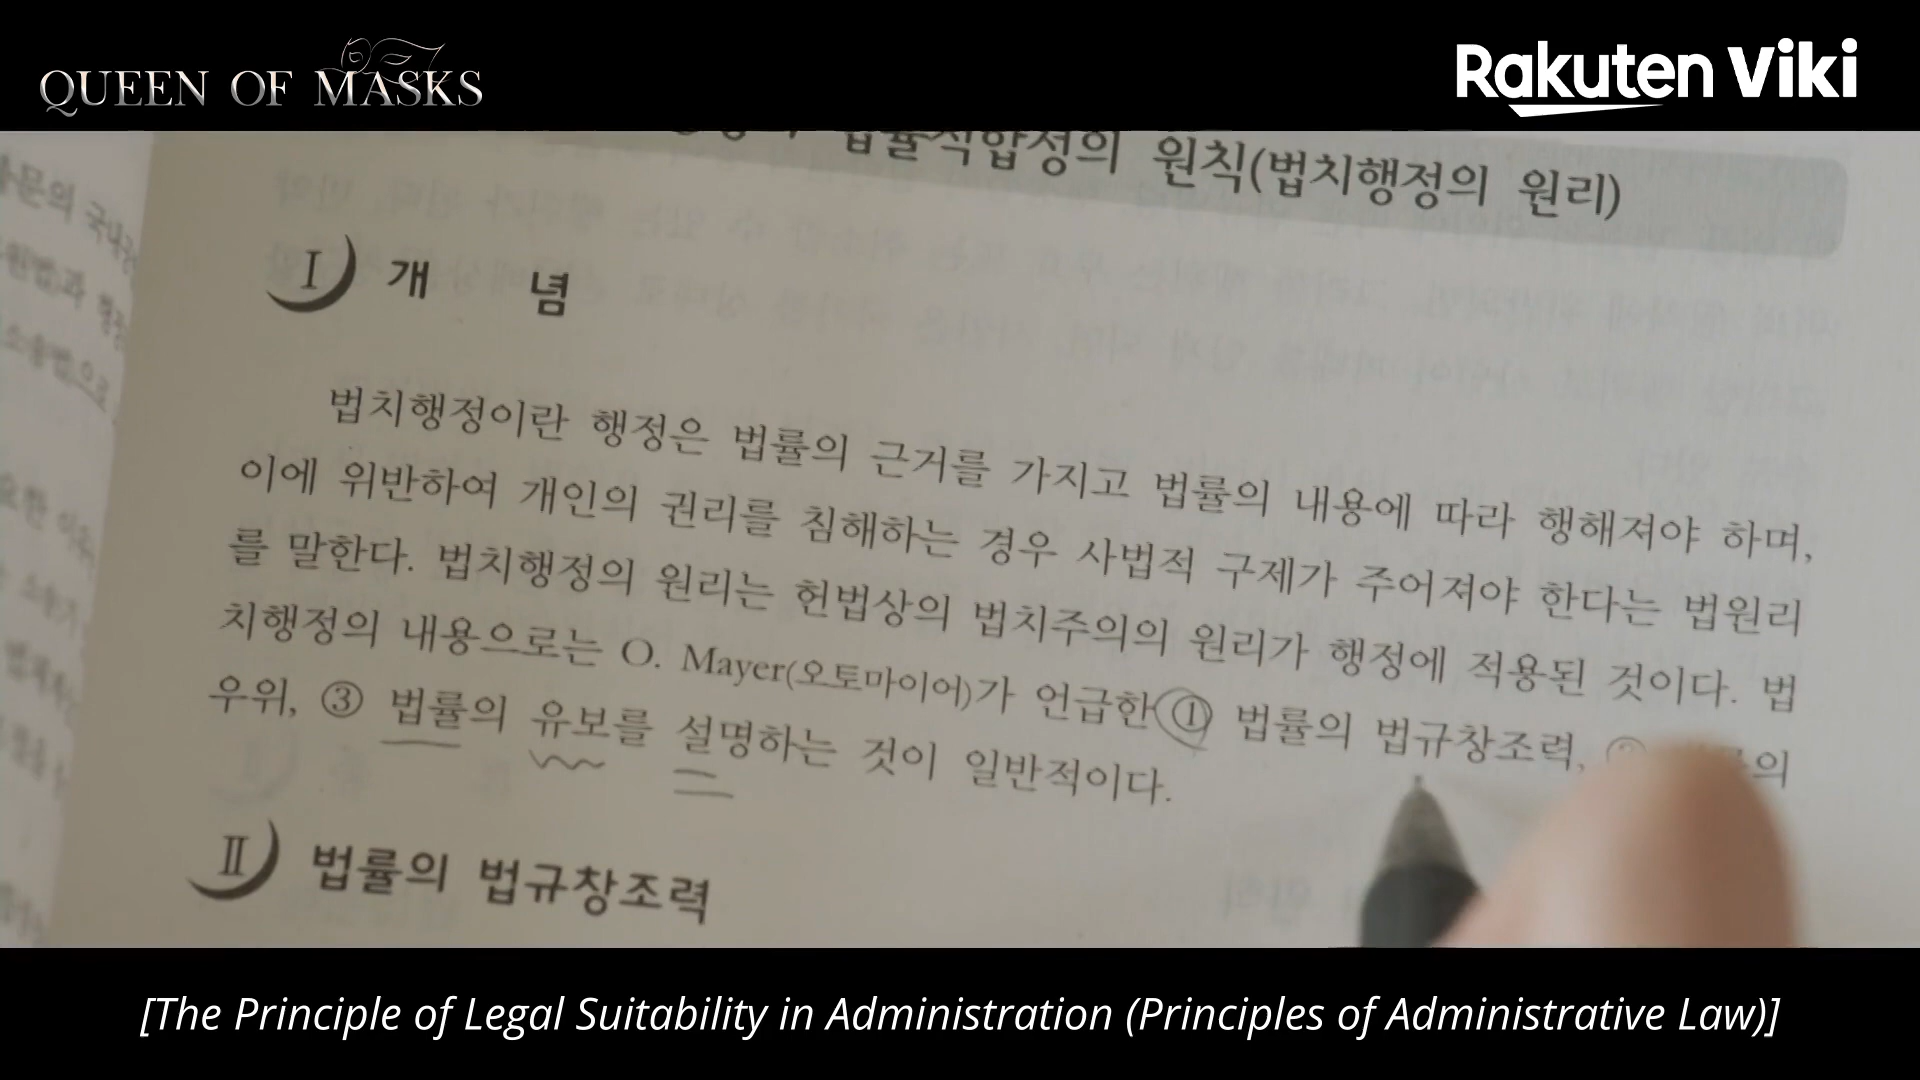 QUEEN OF MASKS
Rakuten Viki
법률적합성의 원칙(법치행정의 원리)
I 개 념
법치행정이란 행정은 법률의 근거를 가지고 법률의 내용에 따라 행해져야 하며,
이에 위반하여 개인의 권리를 침해하는 경우 사법적 구제가 주어져야 한다는 법원리
를 말한다. 법치행정의 원리는 헌법상의 법치주의의 원리가 행정에 적용된 것이다. 법
치행정의 내용으로는 O. Mayer(오토마이어)가 언급한 ① 법률의 법규창조력,
우위, ③ 법률의 유보를 설명하는 것이 일반적이다.
II 법률의 법규창조력
[The Principle of Legal Suitability in Administration (Principles of Administrative Law)]